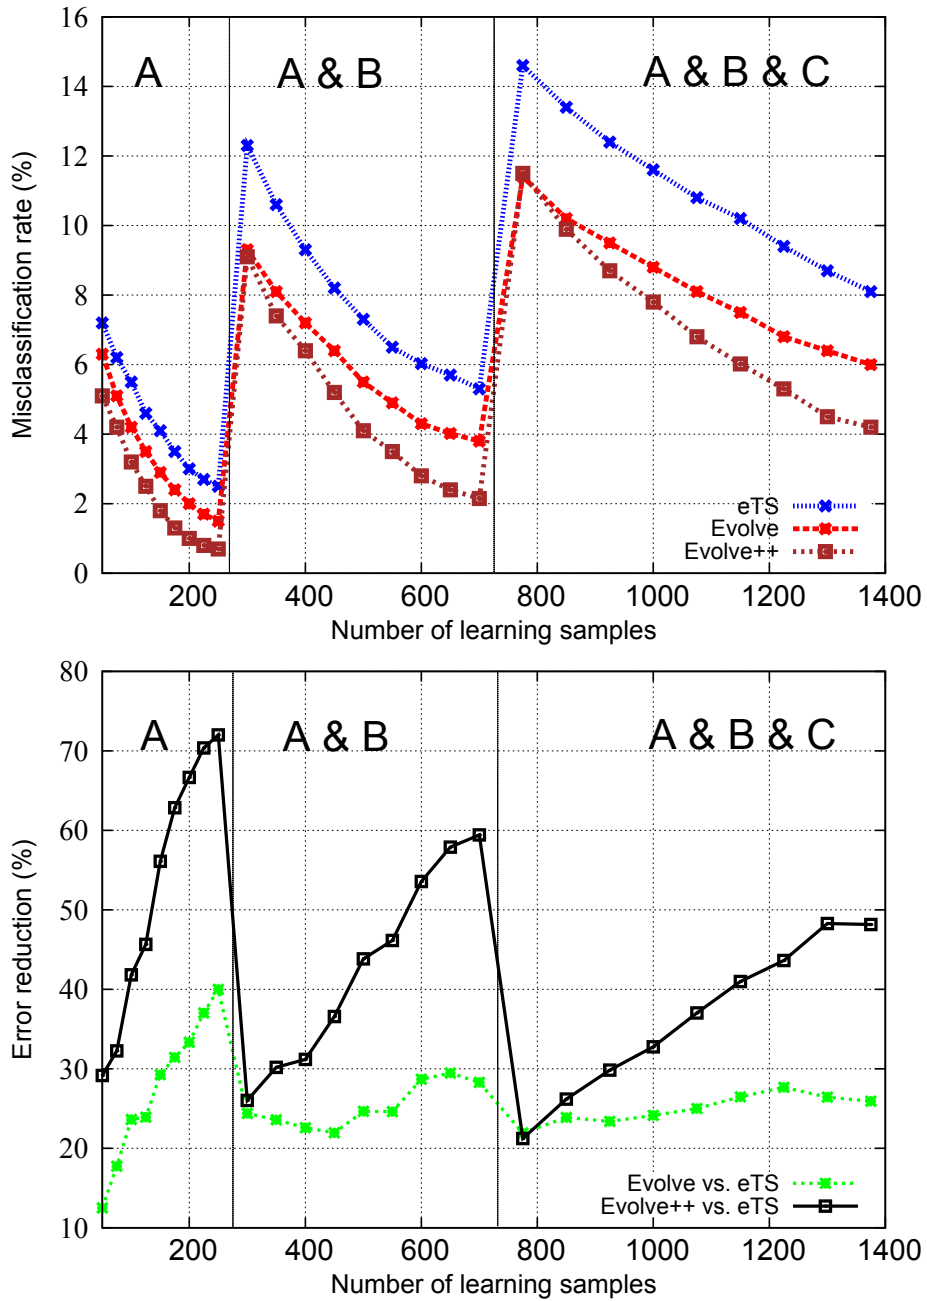 16
14
12
10
8
6
4
2
0
Misclassification rate (%)
A
A & B
A & B & C
eTS
Evolve
Evolve++
200 400 600 800 1000 1200 1400
Number of learning samples
80
70
60
50
40
30
20
10
Error reduction (%)
A
A & B
A & B & C
Evolve vs. eTS
Evolve++ vs. eTS
200 400 600 800 1000 1200 1400
Number of learning samples